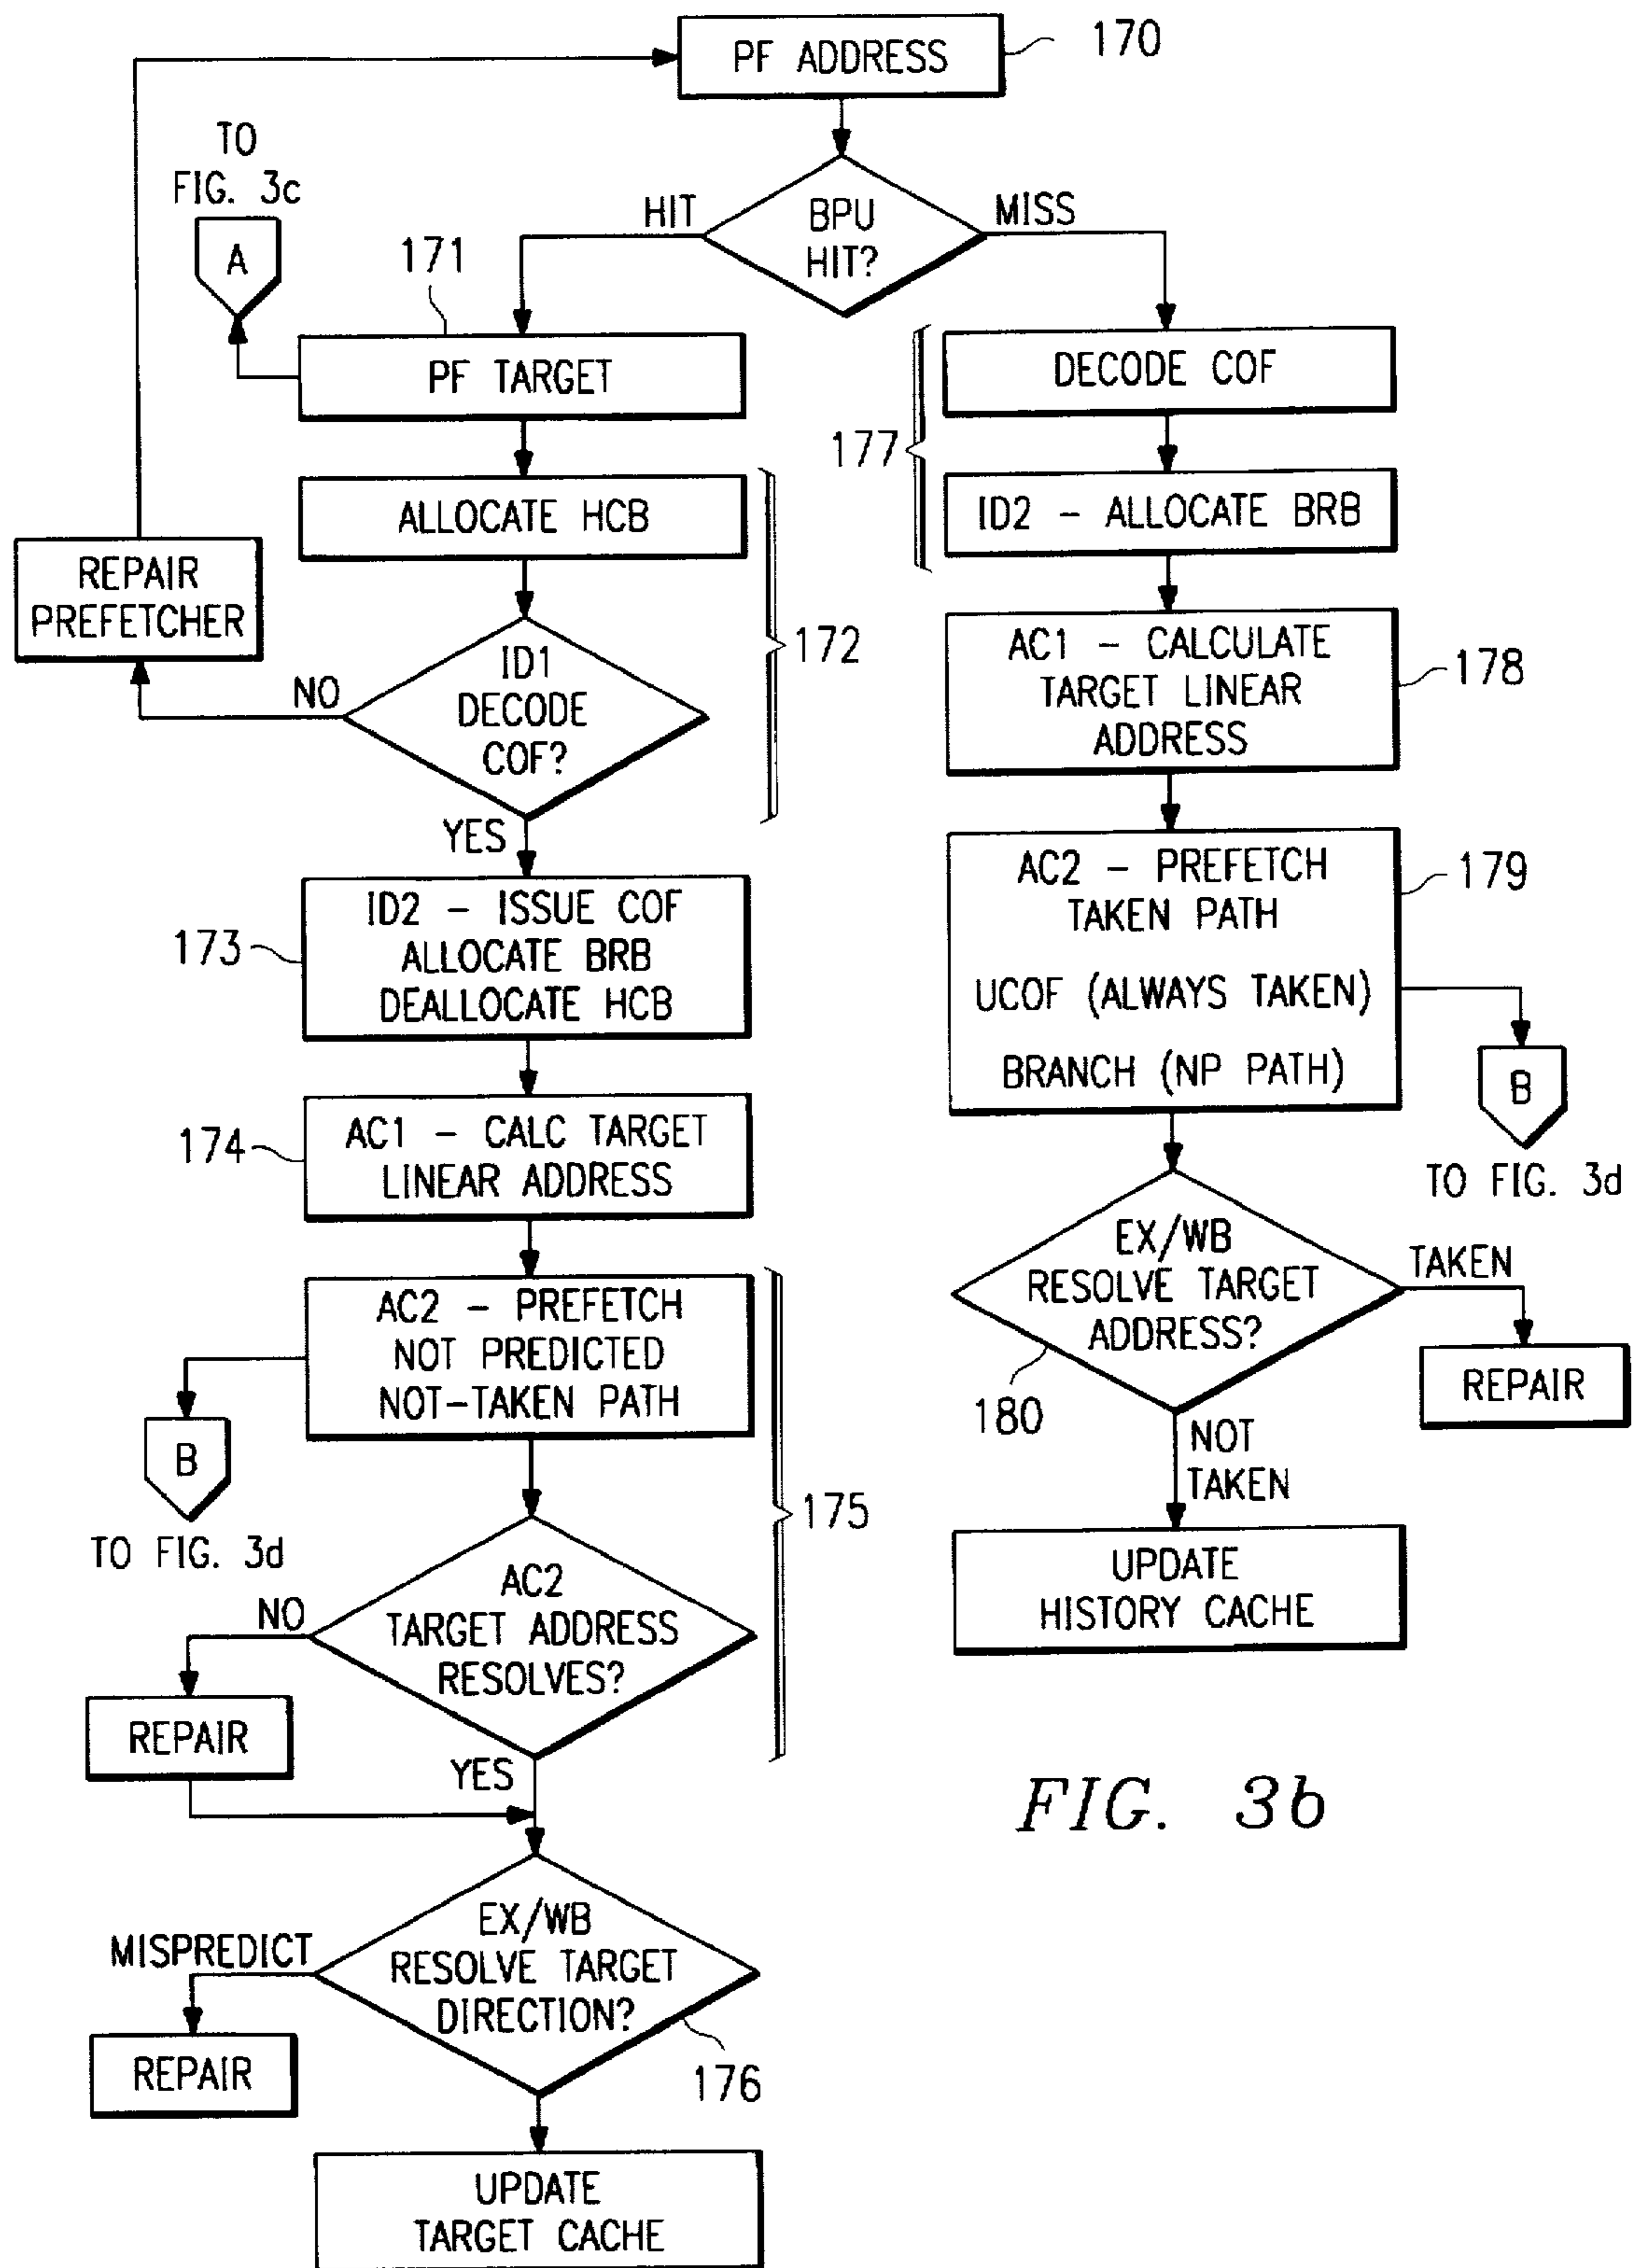 PF ADDRESS
170
TO
FIG. 3c
A
BPU
HIT?
HIT
MISS
171
PF TARGET
ALLOCATE HCB
REPAIR
PREFETCHER
172
ID1
DECODE
COF?
NO
YES
173
ID2 - ISSUE COF
ALLOCATE BRB
DEALLOCATE HCB
174
AC1 - CALC TARGET
LINEAR ADDRESS
AC2 - PREFETCH
NOT PREDICTED
NOT-TAKEN PATH
B
TO FIG. 3d
175
AC2
TARGET ADDRESS
RESOLVES?
NO
REPAIR
YES
EX/WB
RESOLVE TARGET
DIRECTION?
MISPREDICT
REPAIR
176
UPDATE
TARGET CACHE
DECODE COF
177
ID2 - ALLOCATE BRB
AC1 - CALCULATE
TARGET LINEAR
ADDRESS
178
AC2 - PREFETCH
TAKEN PATH
UCOF (ALWAYS TAKEN)
BRANCH (NP PATH)
179
B
TO FIG. 3d
EX/WB
RESOLVE TARGET
ADDRESS?
TAKEN
REPAIR
180
NOT
TAKEN
UPDATE
HISTORY CACHE
FIG. 3b